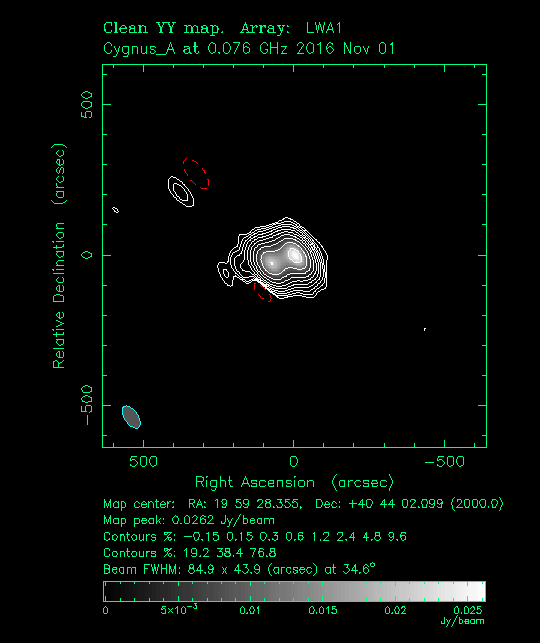 Clean YY map. Array: LWA1
Cygnus_A at 0.076 GHz 2016 Nov 01
500
0
-500
Relative Declination (arcsec)
500 0 -500
Right Ascension (arcsec)
Map center: RA: 19 59 28.355, Dec: +40 44 02.099 (2000.0)
Map peak: 0.0262 Jy/beam
Contours %: -0.15 0.15 0.3 0.6 1.2 2.4 4.8 9.6
Contours %: 19.2 38.4 76.8
Beam FWHM: 84.9 x 43.9 (arcsec) at 34.6°
0 5×10⁻³ 0.01 0.015 0.02 0.025
Jy/beam